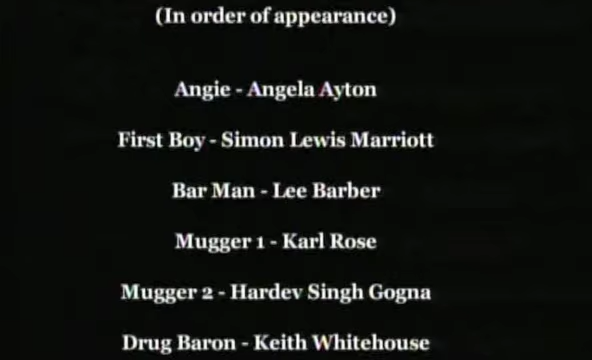 (In order of appearance)
Angie - Angela Ayton
First Boy - Simon Lewis Marriott
Bar Man - Lee Barber
Mugger 1 - Karl Rose
Mugger 2 - Hardev Singh Gogna
Drug Baron - Keith Whitehouse